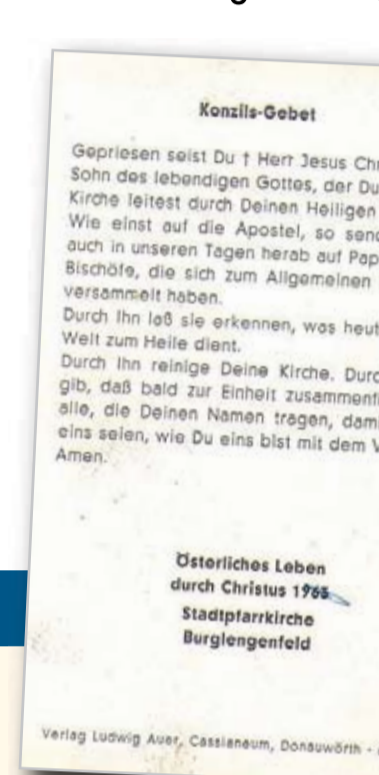 Konzils-Gebet
Gepriesen seist Du † Herr Jesus Chr
Sohn des lebendigen Gottes, der Du
Kirche leitest durch Deinen Heiligen
Wie einst auf die Apostel, so send
auch in unseren Tagen herab auf Pap
Bischöfe, die sich zum Allgemeinen
versammelt haben.
Durch Ihn laß sie erkennen, was heut
Welt zum Heile dient.
Durch Ihn reinige Deine Kirche. Durc
gib, daß bald zur Einheit zusammenfi
alle, die Deinen Namen tragen, dami
eins seien, wie Du eins bist mit dem V
Amen.
Österliches Leben
durch Christus 1963
Stadtpfarrkirche
Burglengenfeld
Verlag Ludwig Auer, Cassianeum, Donauwörth -